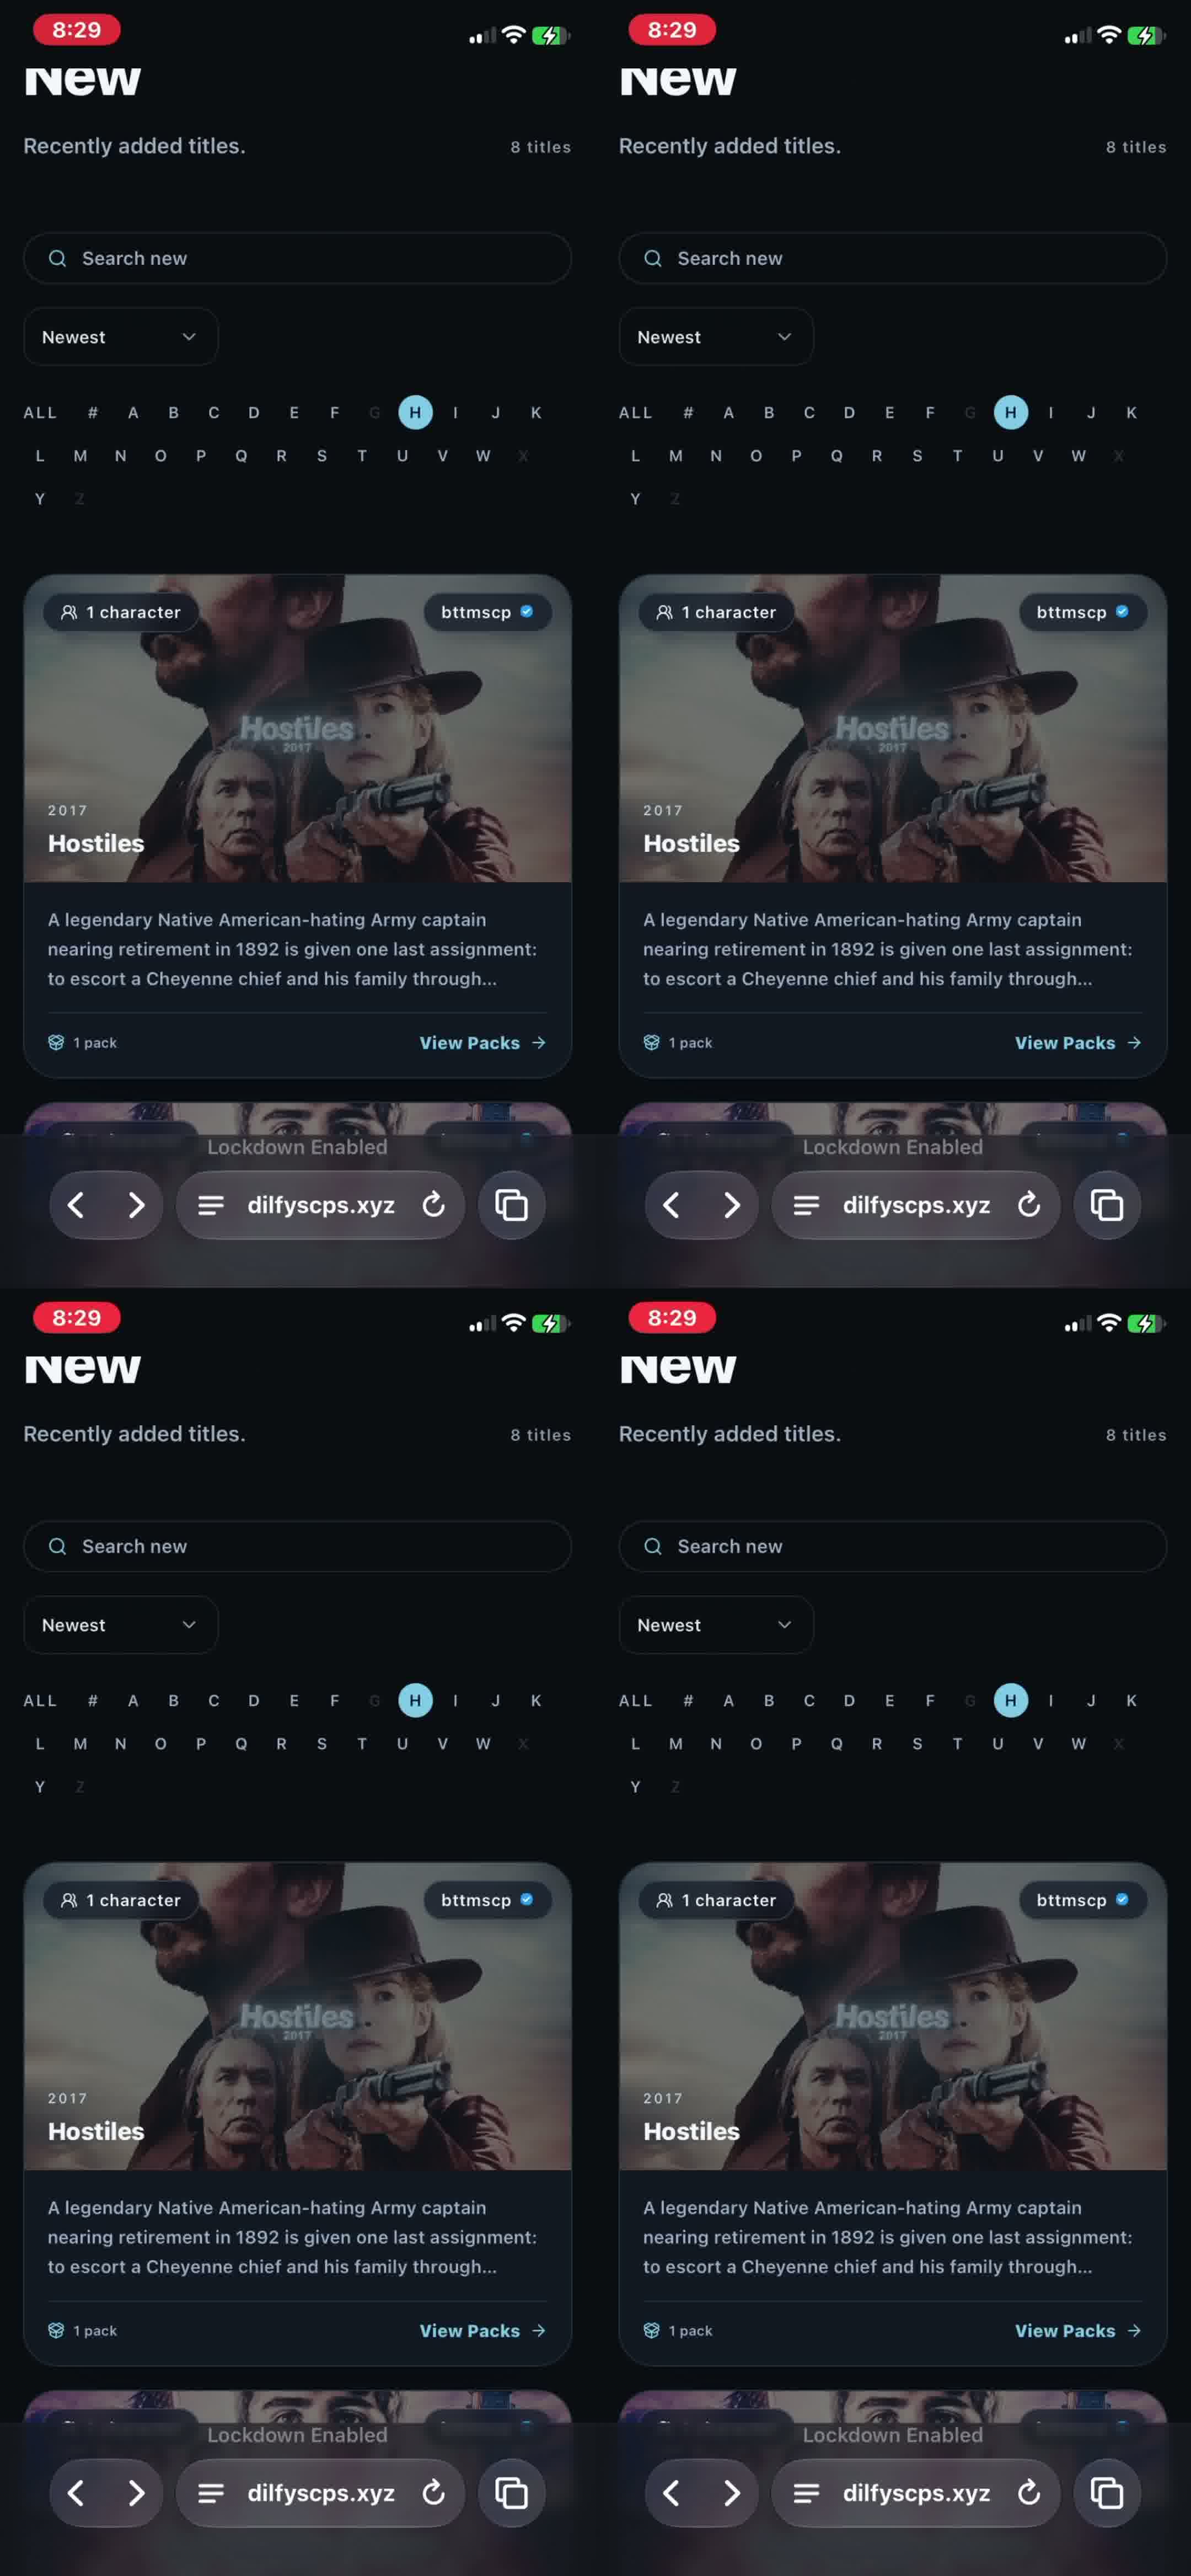 8:29
New
Recently added titles. 8 titles
Search new
Newest
ALL # A B C D E F G H I J K
L M N O P Q R S T U V W X
Y Z
1 character bttmscp
Hostiles
2017
2017
Hostiles
A legendary Native American-hating Army captain
nearing retirement in 1892 is given one last assignment:
to escort a Cheyenne chief and his family through...
1 pack View Packs →
Lockdown Enabled
dilfyscps.xyz
8:29
New
Recently added titles. 8 titles
Search new
Newest
ALL # A B C D E F G H I J K
L M N O P Q R S T U V W X
Y Z
1 character bttmscp
Hostiles
2017
2017
Hostiles
A legendary Native American-hating Army captain
nearing retirement in 1892 is given one last assignment:
to escort a Cheyenne chief and his family through...
1 pack View Packs →
Lockdown Enabled
dilfyscps.xyz
8:29
New
Recently added titles. 8 titles
Search new
Newest
ALL # A B C D E F G H I J K
L M N O P Q R S T U V W X
Y Z
1 character bttmscp
Hostiles
2017
2017
Hostiles
A legendary Native American-hating Army captain
nearing retirement in 1892 is given one last assignment:
to escort a Cheyenne chief and his family through...
1 pack View Packs →
Lockdown Enabled
dilfyscps.xyz
8:29
New
Recently added titles. 8 titles
Search new
Newest
ALL # A B C D E F G H I J K
L M N O P Q R S T U V W X
Y Z
1 character bttmscp
Hostiles
2017
2017
Hostiles
A legendary Native American-hating Army captain
nearing retirement in 1892 is given one last assignment:
to escort a Cheyenne chief and his family through...
1 pack View Packs →
Lockdown Enabled
dilfyscps.xyz